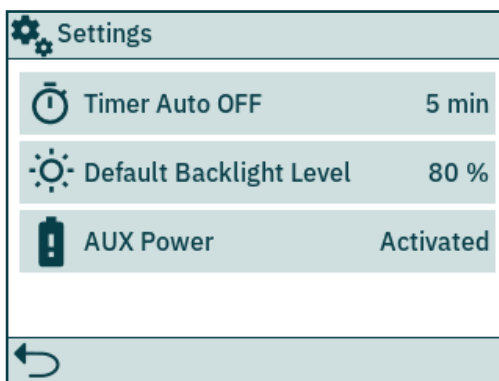 Settings
Timer Auto OFF 5 min
Default Backlight Level 80 %
AUX Power Activated